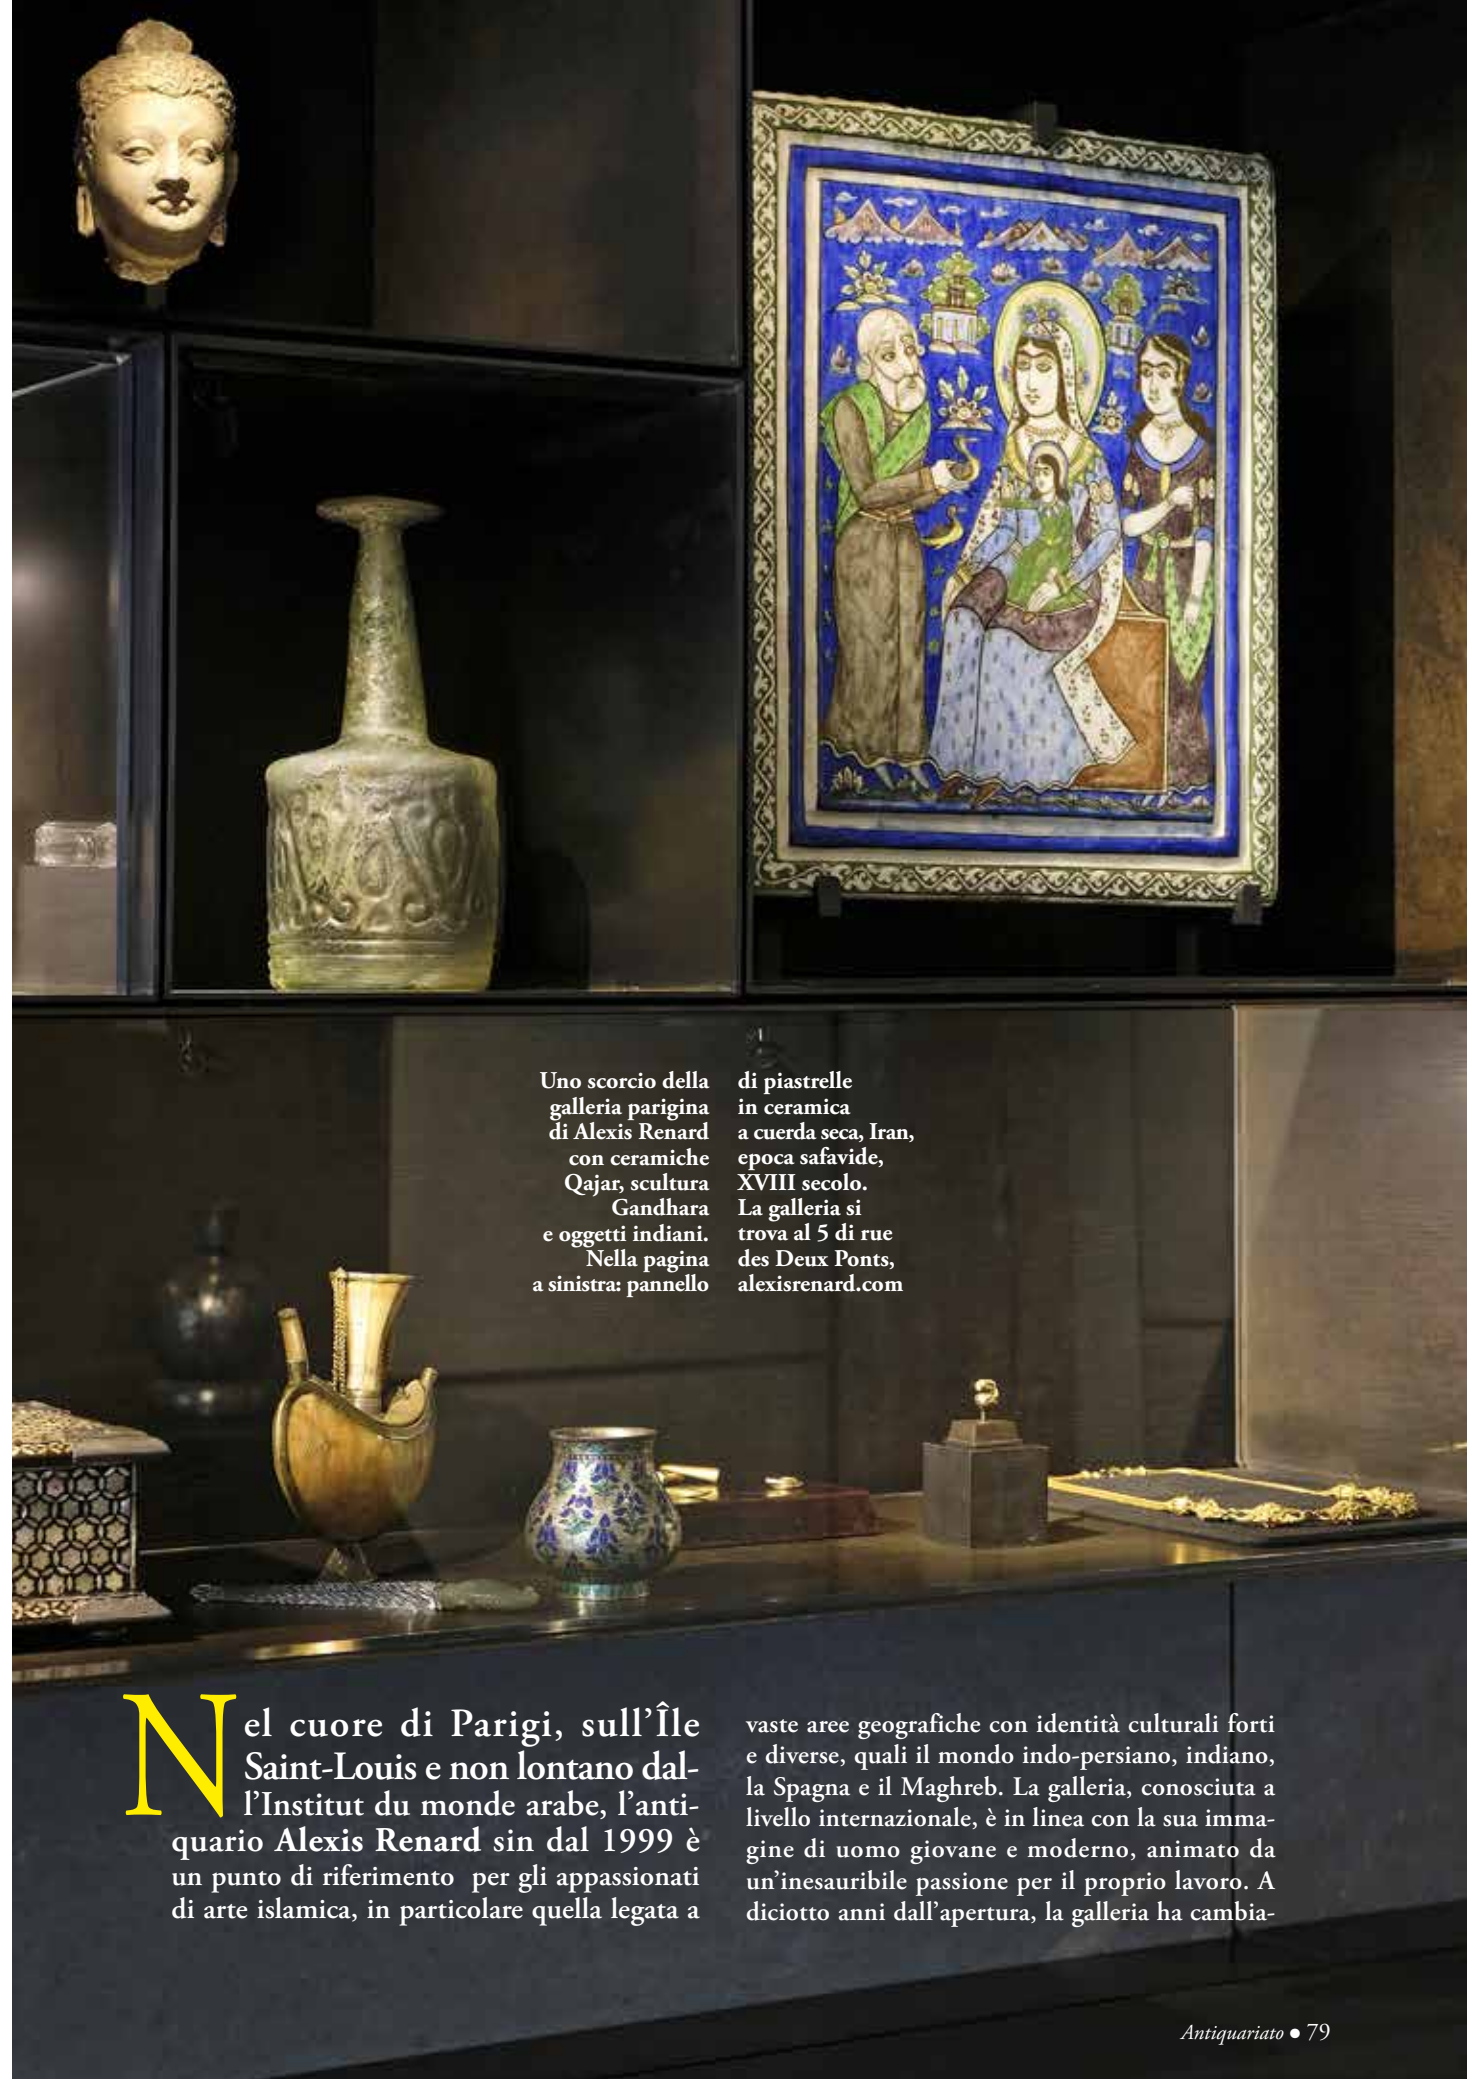 Uno scorcio della
galleria parigina
di Alexis Renard
con ceramiche
Qajar, scultura
Gandhara
e oggetti indiani.
Nella pagina
a sinistra: pannello
di piastrelle
in ceramica
a cuerda seca, Iran,
epoca safavide,
XVIII secolo.
La galleria si
trova al 5 di rue
des Deux Ponts,
alexisrenard.com
Nel cuore di Parigi, sull’Île
Saint-Louis e non lontano dal-
l’Institut du monde arabe, l’anti-
quario Alexis Renard sin dal 1999 è
un punto di riferimento per gli appassionati
di arte islamica, in particolare quella legata a
vaste aree geografiche con identità culturali forti
e diverse, quali il mondo indo-persiano, indiano,
la Spagna e il Maghreb. La galleria, conosciuta a
livello internazionale, è in linea con la sua imma-
gine di uomo giovane e moderno, animato da
un’inesauribile passione per il proprio lavoro. A
diciotto anni dall’apertura, la galleria ha cambia-
Antiquariato ● 79